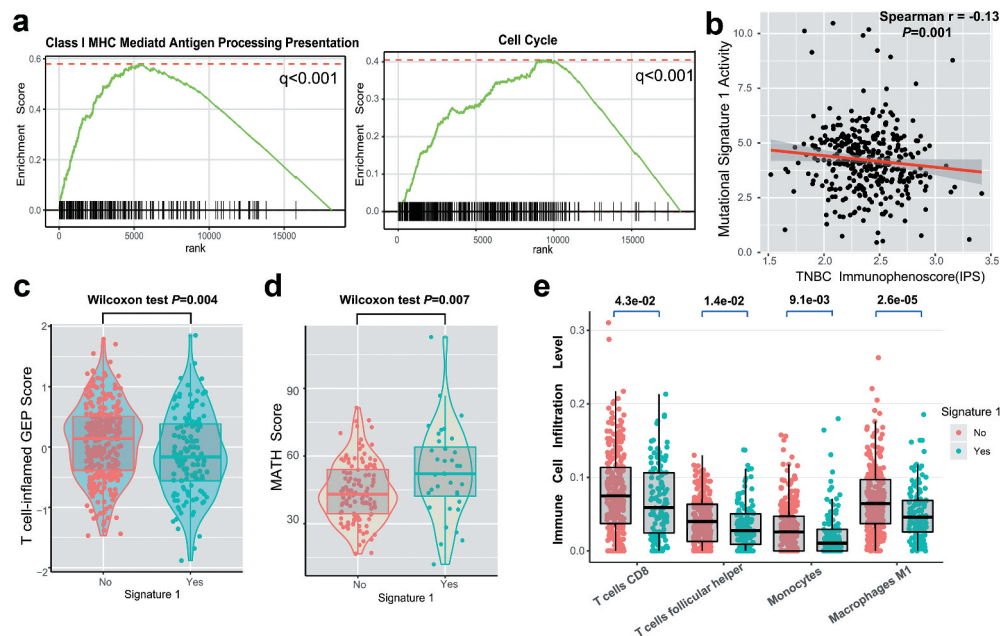 a
Class I MHC Mediatd Antigen Processing Presentation
q<0.001
Enrichment Score
0.6
0.4
0.2
0.0
0
5000
10000
15000
rank
Cell Cycle
q<0.001
Enrichment Score
0.4
0.3
0.2
0.1
0.0
0
5000
10000
15000
rank
b
Spearman r = -0.13
P=0.001
Mutational Signature 1 Activity
10.0
7.5
5.0
2.5
0.0
1.5
2.0
2.5
3.0
3.5
TNBC Immunophenoscore(IPS)
c
Wilcoxon test P=0.004
T cell-inflamed GEP Score
2
1
0
−1
−2
No
Yes
Signature 1
d
Wilcoxon test P=0.007
MATH Score
90
60
30
No
Yes
Signature 1
e
4.3e-02
1.4e-02
9.1e-03
2.6e-05
Immune Cell Infiltration Level
0.3
0.2
0.1
0.0
T cells CD8
T cells follicular helper
Monocytes
Macrophages M1
Signature 1
No
Yes